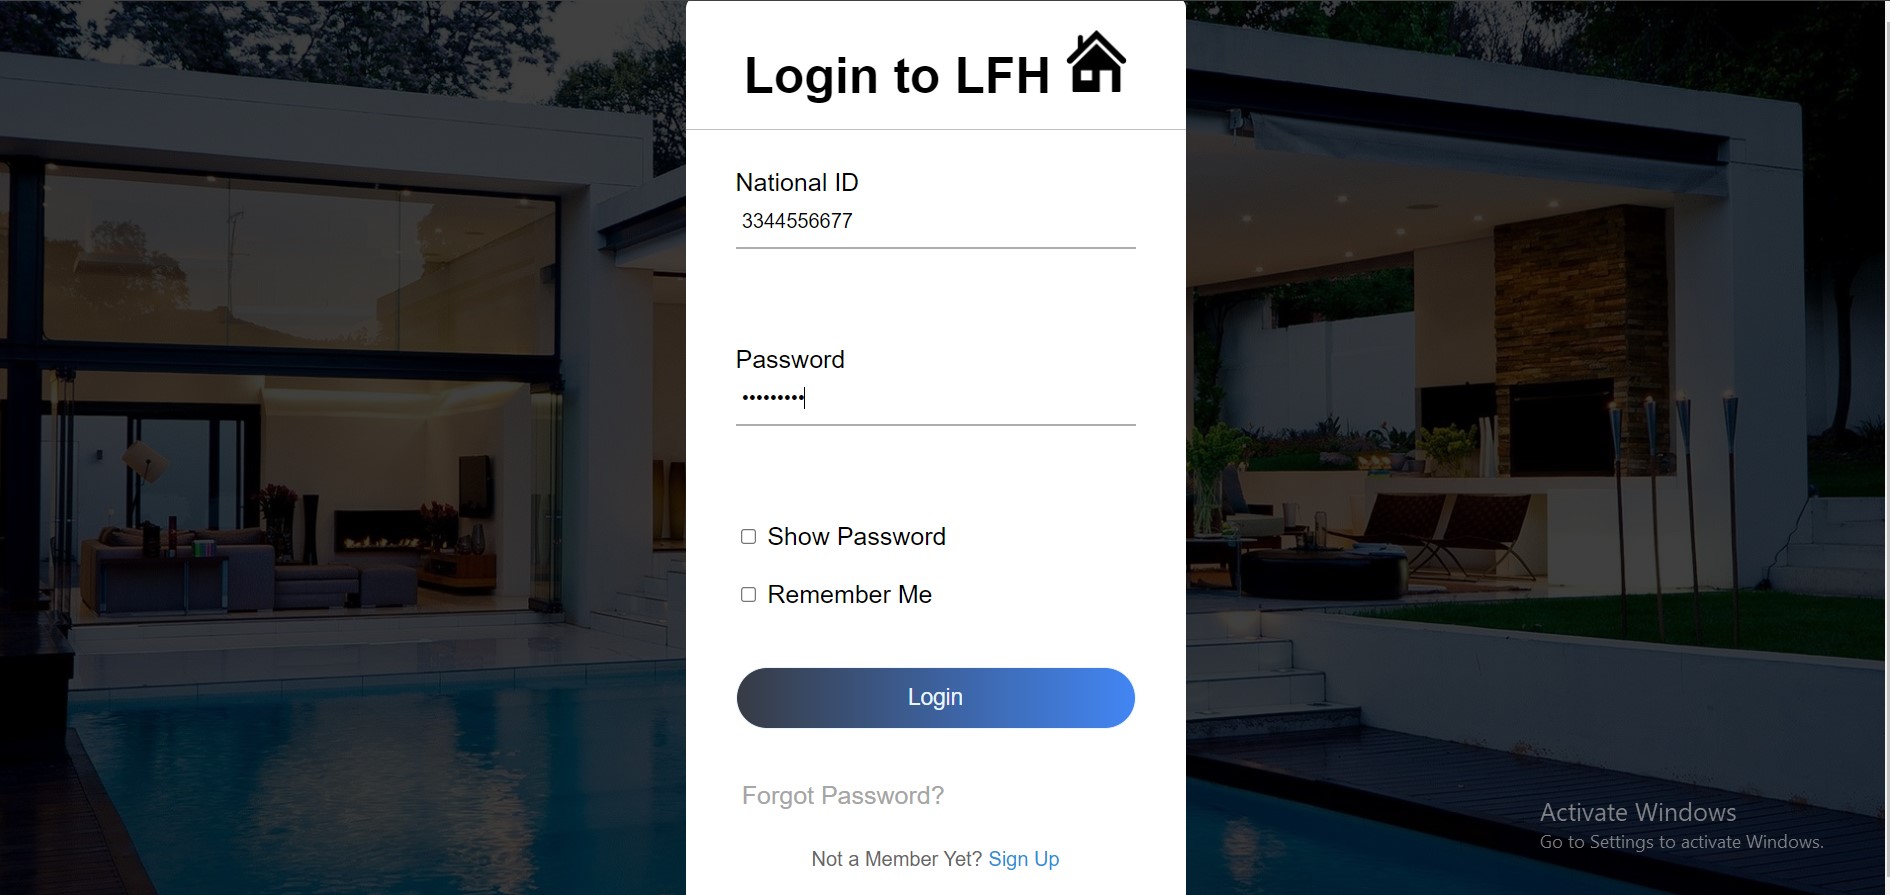 Login to LFH
National ID
3344556677
Password
•••••••••
Show Password
Remember Me
Login
Forgot Password?
Not a Member Yet? Sign Up
Activate Windows
Go to Settings to activate Windows.